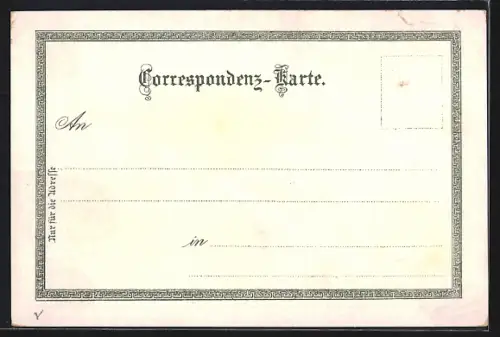 Correspondenz-Karte.
An
Nur für die Adresse
in